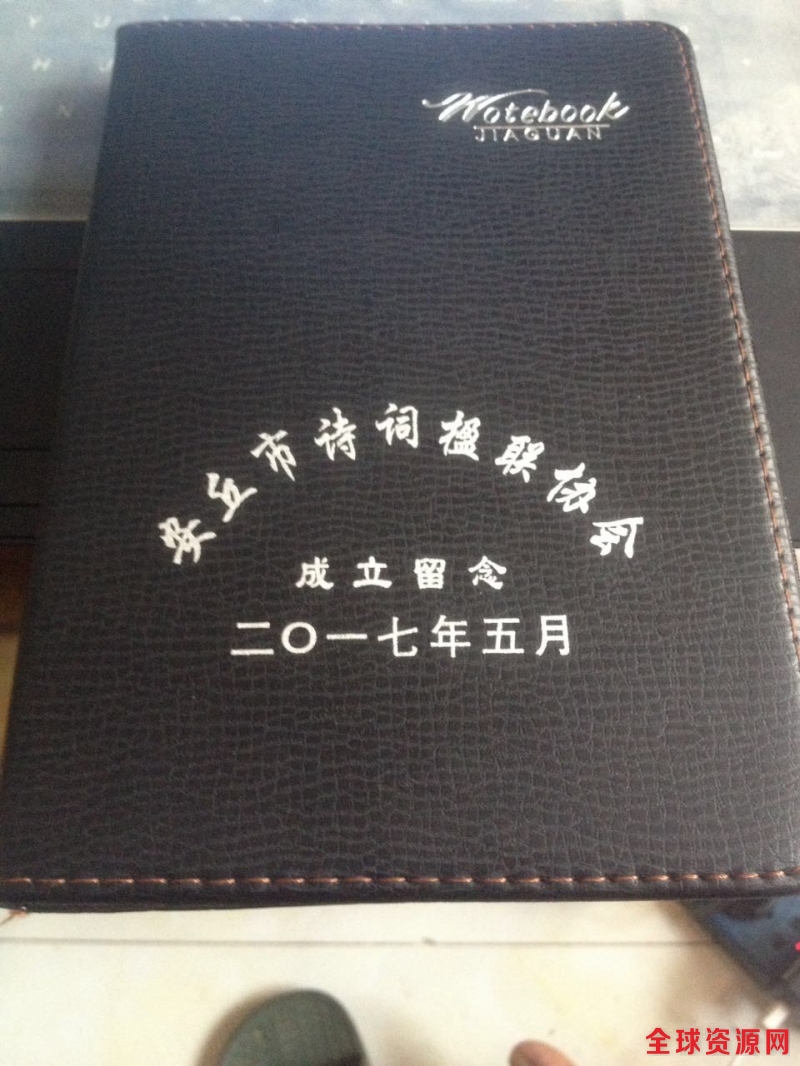 Notebook
JIAGUAN
安丘市诗词楹联协会
成立留念
二〇一七年五月
全球资源网